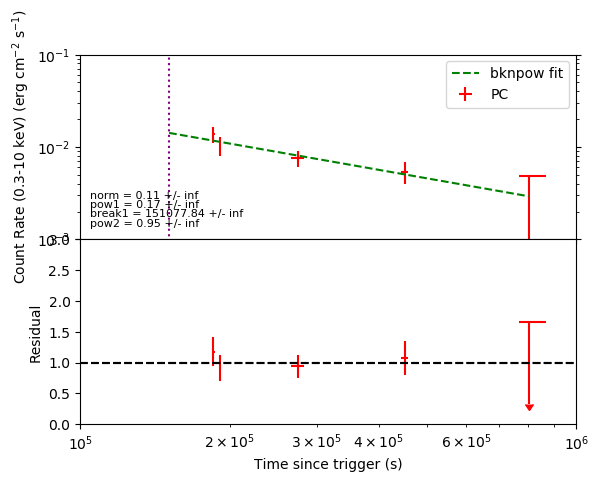 Count Rate (0.3-10 keV) (erg cm⁻² s⁻¹)
10⁻¹
10⁻²
10⁻³
bknpow fit
PC
norm = 0.11 +/- inf
pow1 = 0.17 +/- inf
break1 = 151077.84 +/- inf
pow2 = 0.95 +/- inf
Residual
3.0
2.5
2.0
1.5
1.0
0.5
0.0
10⁵
2 × 10⁵
3 × 10⁵
4 × 10⁵
6 × 10⁵
10⁶
Time since trigger (s)